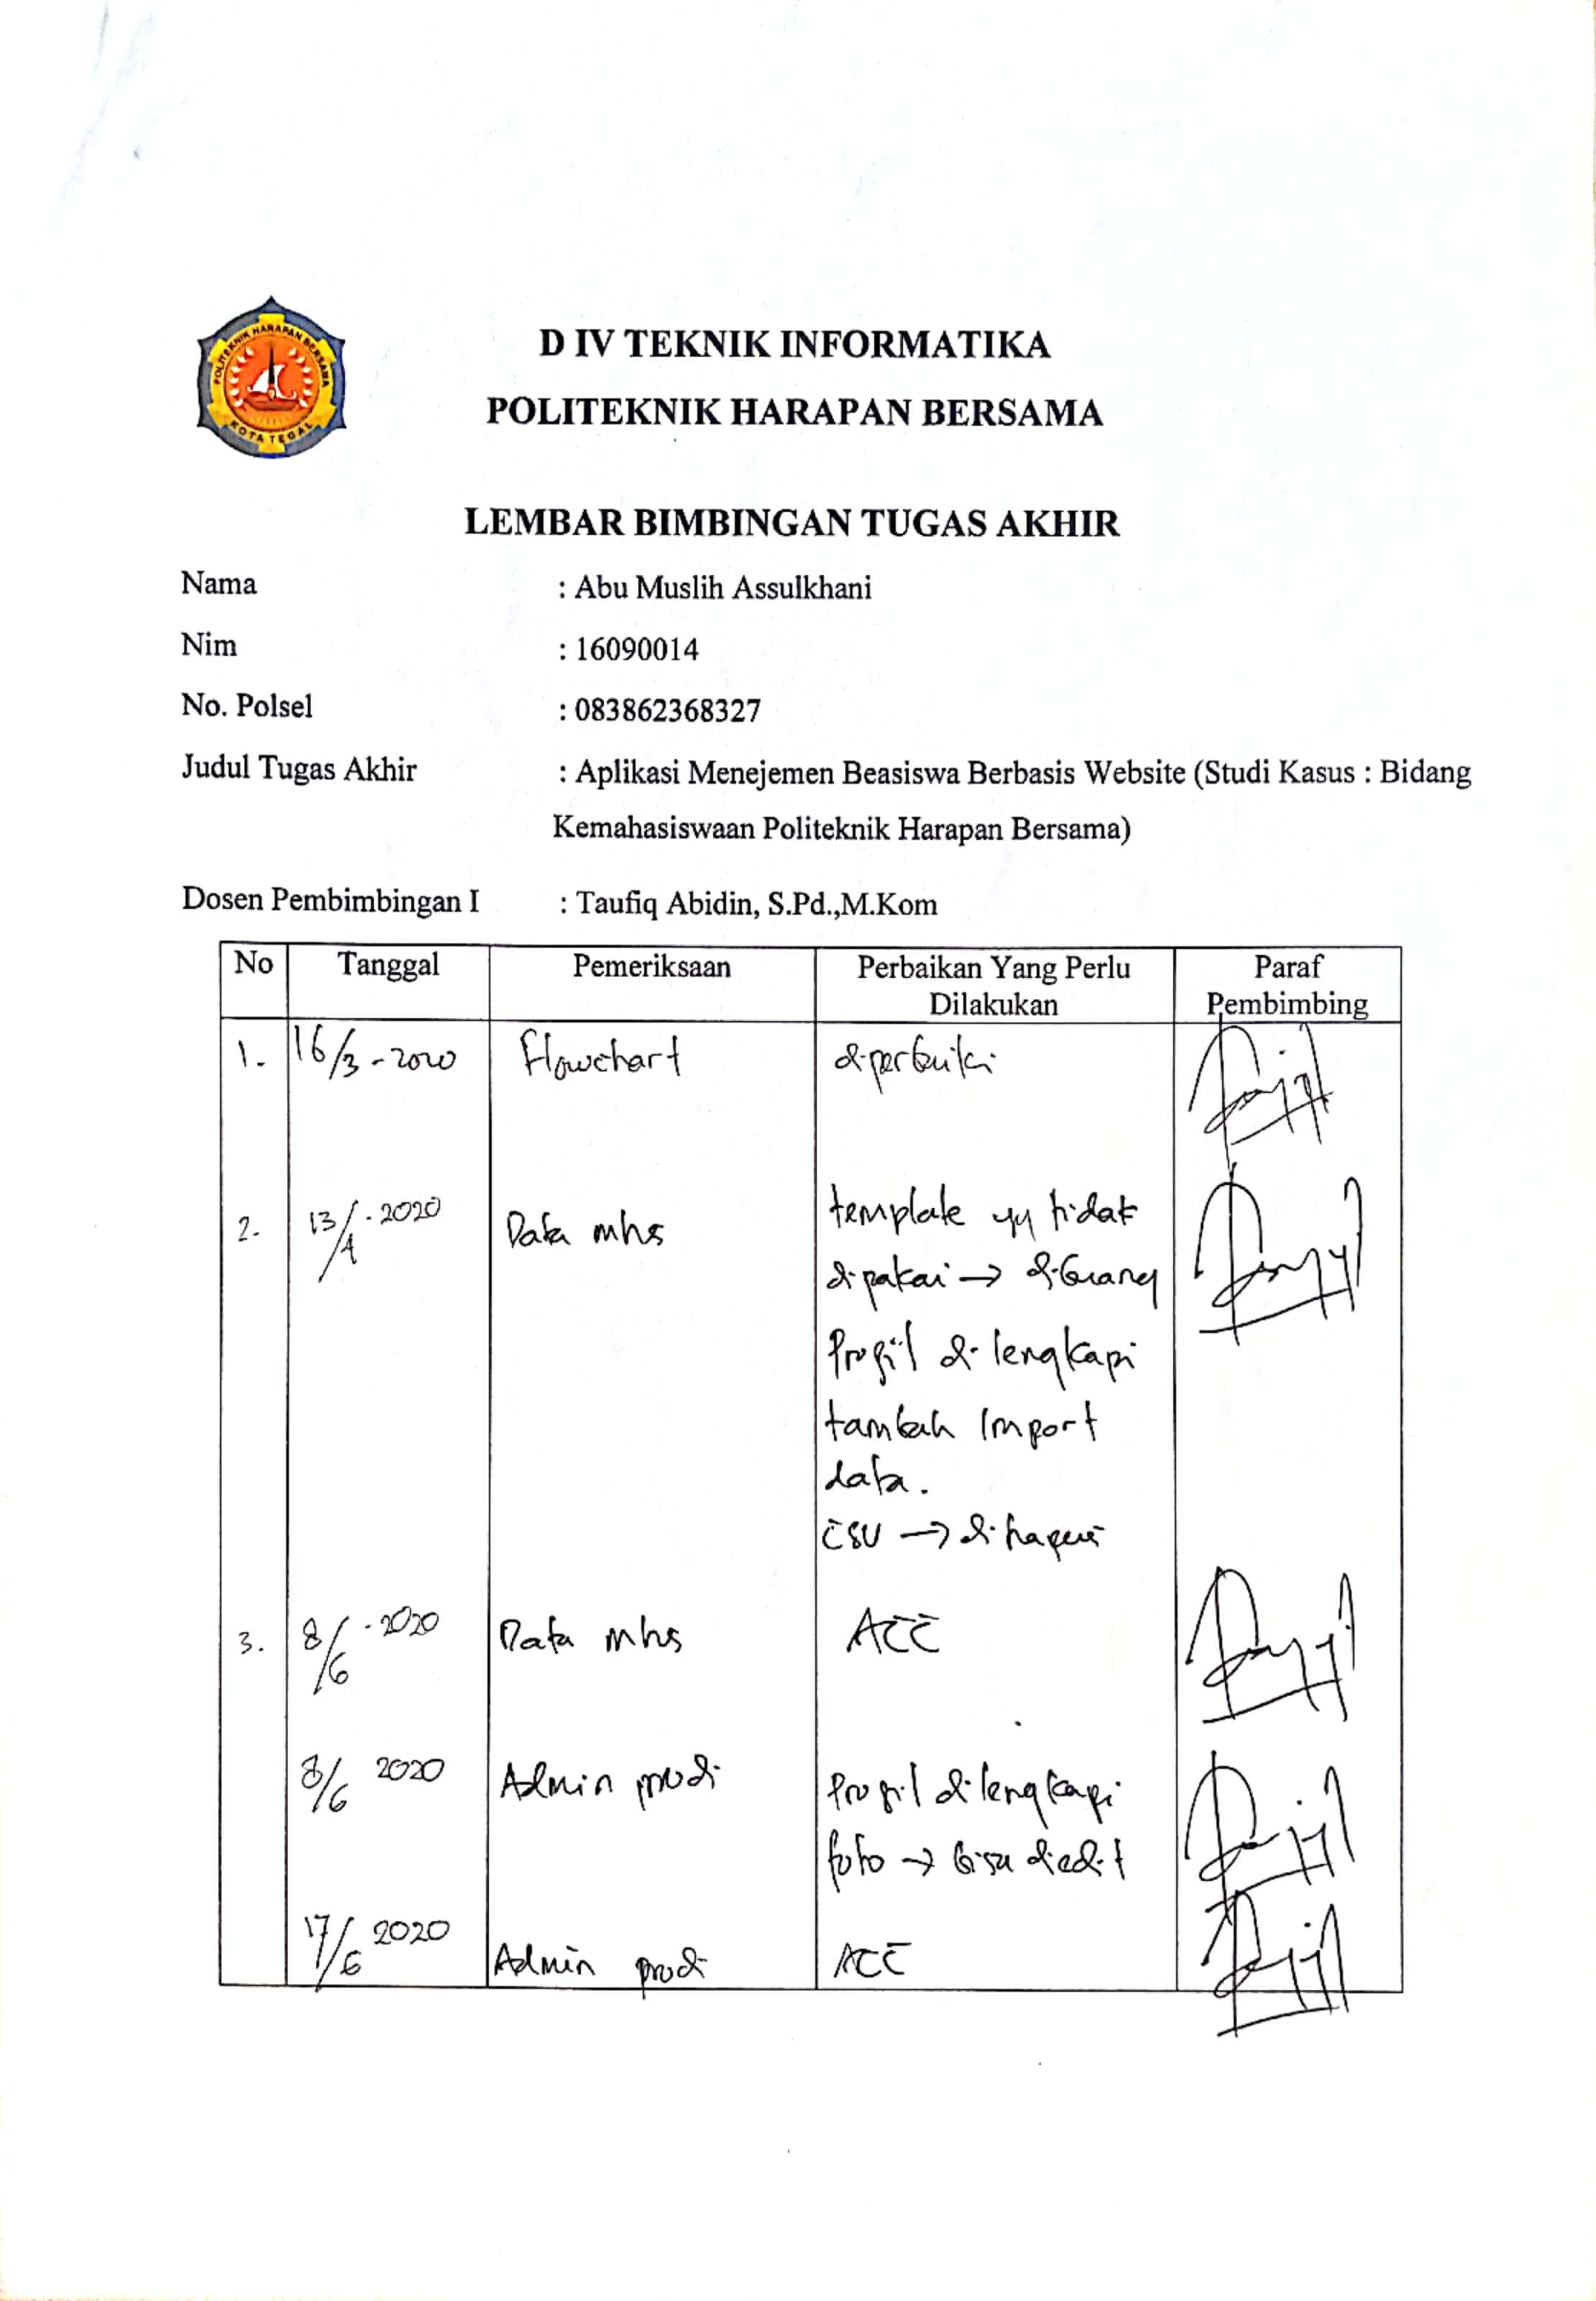 POLITEKNIK HARAPAN BERSAMA
KOTA TEGAL
D IV TEKNIK INFORMATIKA
POLITEKNIK HARAPAN BERSAMA
LEMBAR BIMBINGAN TUGAS AKHIR
Nama : Abu Muslih Assulkhani
Nim : 16090014
No. Polsel : 083862368327
Judul Tugas Akhir : Aplikasi Menejemen Beasiswa Berbasis Website (Studi Kasus : Bidang
Kemahasiswaan Politeknik Harapan Bersama)
Dosen Pembimbingan I : Taufiq Abidin, S.Pd.,M.Kom
No Tanggal Pemeriksaan Perbaikan Yang Perlu Paraf
Dilakukan Pembimbing
1. 16/3 - 2020 Flowchart diperbaiki
2. 13/4 - 2020 Data mhs template yg tidak
dipakai → dibuang
Profil dilengkapi
tambah import
data.
CSV → dihapus
3. 8/6 - 2020 Data mhs ACC
8/6 2020 Admin prodi Profil dilengkapi
foto → bisa diedit
17/6 2020 Admin prodi ACC